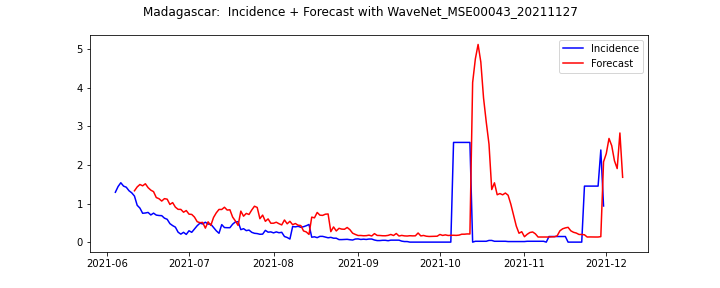 Madagascar:  Incidence + Forecast with WaveNet_MSE00043_20211127
Incidence
Forecast
5
4
3
2
1
0
2021-06 2021-07 2021-08 2021-09 2021-10 2021-11 2021-12